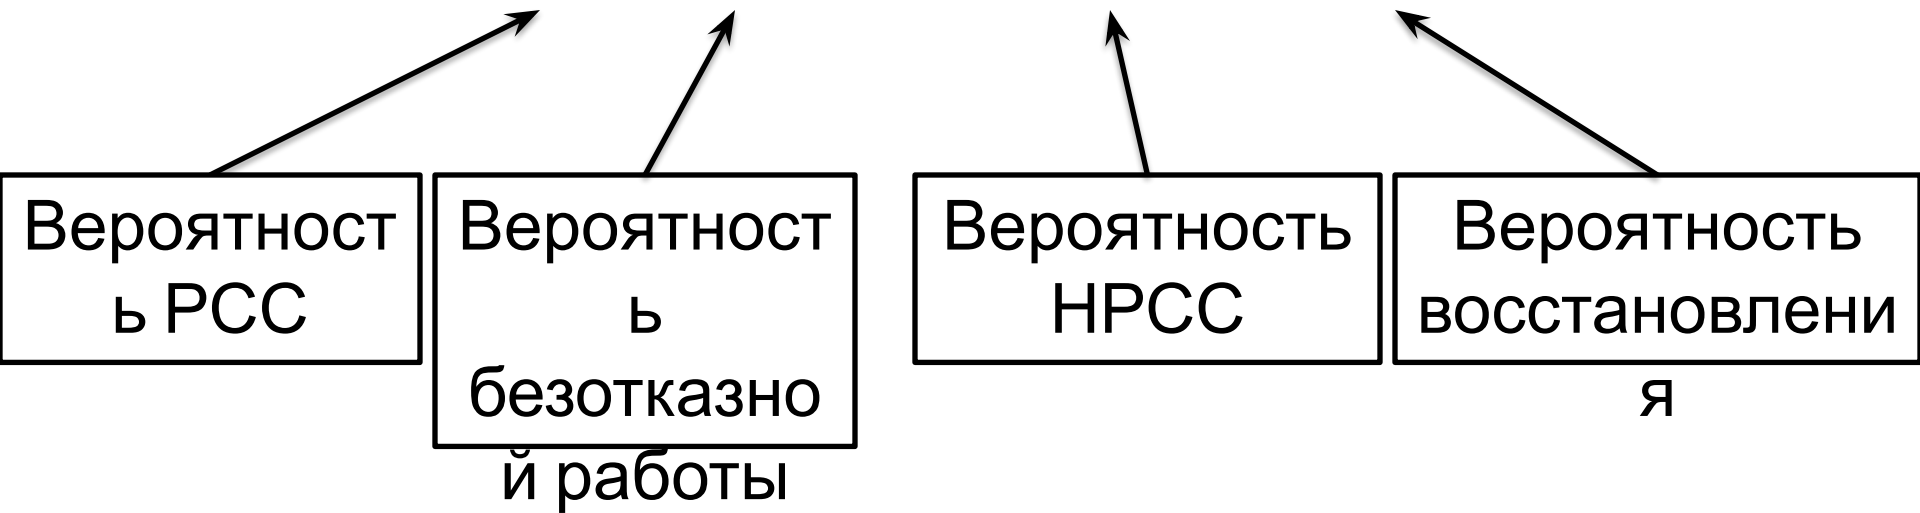 Вероятност
ь РСС
Вероятност
ь
безотказно
й работы
Вероятность
НРСС
Вероятность
восстановлени
я